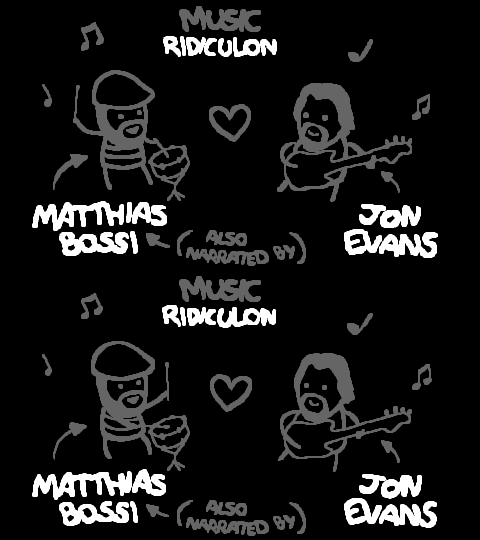 MUSIC
RIDICULON
MATTHIAS
BOSSI
(ALSO
NARRATED BY)
JON
EVANS
MUSIC
RIDICULON
MATTHIAS
BOSSI
(ALSO
NARRATED BY)
JON
EVANS